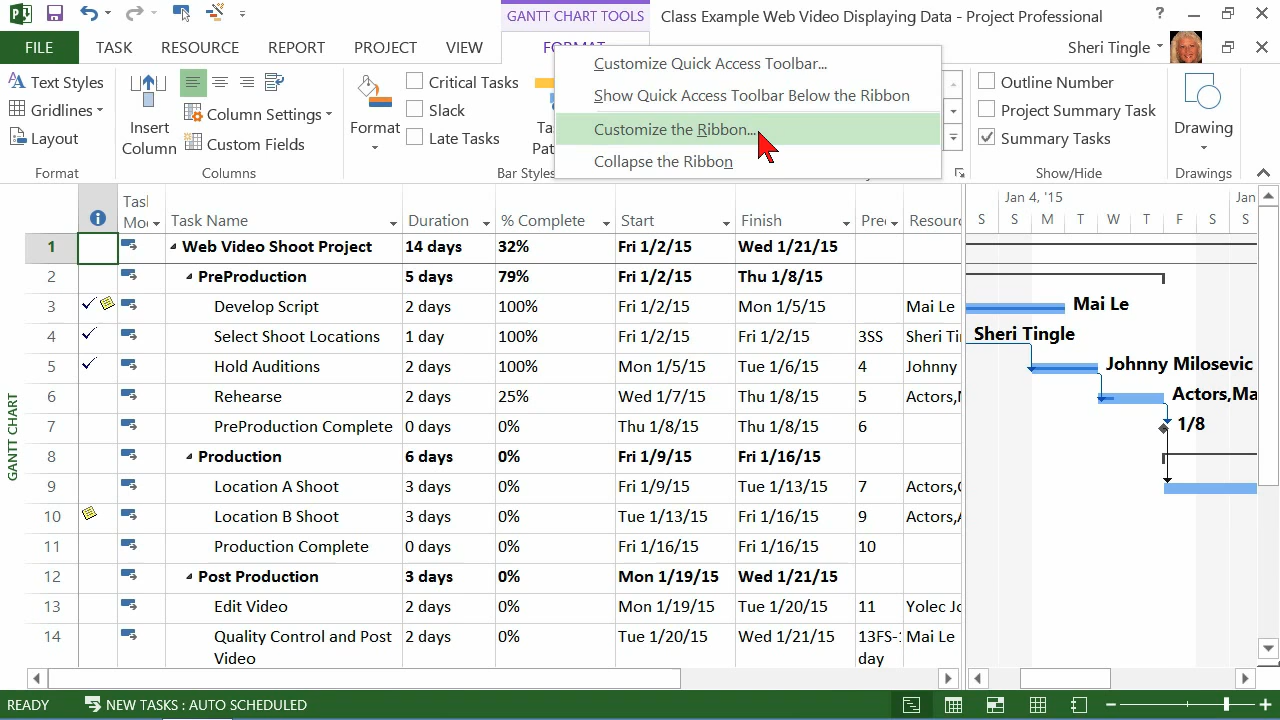 GANTT CHART TOOLS
Class Example Web Video Displaying Data - Project Professional
FILE TASK RESOURCE REPORT PROJECT VIEW FORMAT Sheri Tingle
Text Styles
Gridlines
Layout
Format
Insert
Column
Column Settings
Custom Fields
Columns
Format
Critical Tasks
Slack
Late Tasks
Bar Styles
Customize Quick Access Toolbar...
Show Quick Access Toolbar Below the Ribbon
Customize the Ribbon...
Collapse the Ribbon
Outline Number
Project Summary Task
Summary Tasks
Show/Hide
Drawing
Drawings
Task Name Duration % Complete Start Finish
Jan 4, '15
S S M T W T F S S
1 Web Video Shoot Project 14 days 32% Fri 1/2/15 Wed 1/21/15
2 PreProduction 5 days 79% Fri 1/2/15 Thu 1/8/15
3 Develop Script 2 days 100% Fri 1/2/15 Mon 1/5/15 Mai Le Mai Le
4 Select Shoot Locations 1 day 100% Fri 1/2/15 Fri 1/2/15 3SS Sheri Sheri Tingle
5 Hold Auditions 2 days 100% Mon 1/5/15 Tue 1/6/15 4 Johnny Johnny Milosevic
6 Rehearse 2 days 25% Wed 1/7/15 Thu 1/8/15 5 Actors, Actors,Ma
7 PreProduction Complete 0 days 0% Thu 1/8/15 Thu 1/8/15 6 1/8
8 Production 6 days 0% Fri 1/9/15 Fri 1/16/15
9 Location A Shoot 3 days 0% Fri 1/9/15 Tue 1/13/15 7 Actors,
10 Location B Shoot 3 days 0% Tue 1/13/15 Fri 1/16/15 9 Actors,
11 Production Complete 0 days 0% Fri 1/16/15 Fri 1/16/15 10
12 Post Production 3 days 0% Mon 1/19/15 Wed 1/21/15
13 Edit Video 2 days 0% Mon 1/19/15 Tue 1/20/15 11 Yolec
14 Quality Control and Post 2 days 0% Tue 1/20/15 Wed 1/21/15 13FS- Mai Le
Video day
GANTT CHART
READY NEW TASKS : AUTO SCHEDULED